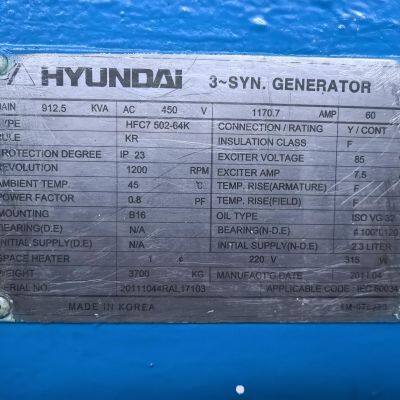 HYUNDAI 3~SYN. GENERATOR
MAIN 912.5 KVA AC 450 V 1170.7 AMP 60
TYPE HFC7 502-64K CONNECTION / RATING Y / CONT
RULE KR INSULATION CLASS F
PROTECTION DEGREE IP 23 EXCITER VOLTAGE 85
REVOLUTION 1200 RPM EXCITER AMP 7.5
AMBIENT TEMP. 45 ℃ TEMP. RISE(ARMATURE) F
POWER FACTOR 0.8 PF TEMP. RISE(FIELD) F
MOUNTING B16 OIL TYPE ISO VG 32
BEARING(D.E) N/A BEARING(N-D.E)
INITIAL SUPPLY(D.E) N/A INITIAL SUPPLY(N-D.E) 2.3 LITER
SPACE HEATER 1 220 V 315 W
WEIGHT 3700 KG MANUFACT'G DATE 2011.04
SERIAL NO. 20111044RAL17103 APPLICABLE CODE : IEC 60034
MADE IN KOREA